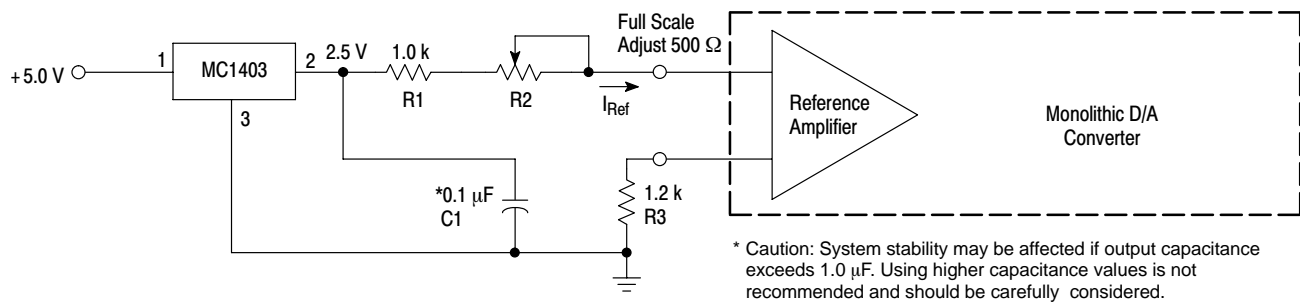 +5.0 V
1
MC1403
2
3
2.5 V
1.0 k
R1
R2
IRef
Full Scale
Adjust 500 Ω
Reference
Amplifier
Monolithic D/A
Converter
*0.1 μF
C1
1.2 k
R3
* Caution: System stability may be affected if output capacitance
exceeds 1.0 μF. Using higher capacitance values is not
recommended and should be carefully considered.